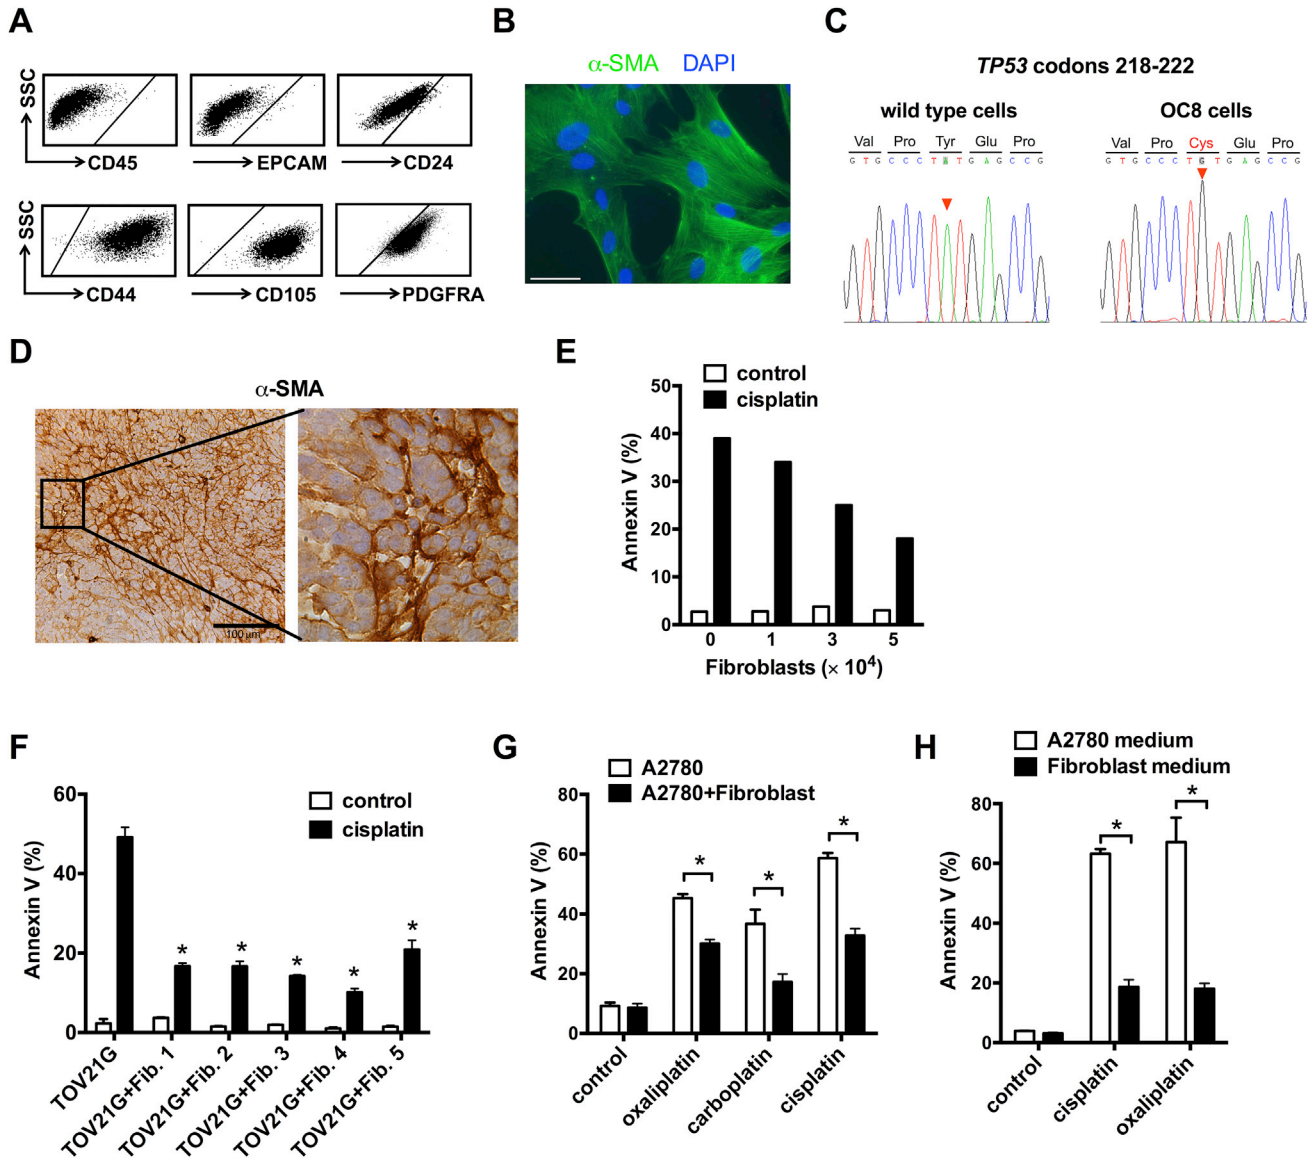 A
SSC
CD45
EPCAM
CD24
SSC
CD44
CD105
PDGFRA
B
α-SMA DAPI
C
TP53 codons 218-222
wild type cells
Val Pro Tyr Glu Pro
G T G C C C T A T G A G C C G
OC8 cells
Val Pro Cys Glu Pro
G T G C C C T G T G A G C C G
D
α-SMA
100 µm
E
control
cisplatin
Annexin V (%)
50
40
30
20
10
0
0 1 3 5
Fibroblasts (× 10⁴)
F
control
cisplatin
Annexin V (%)
60
40
20
0
* * * * *
TOV21G
TOV21G+Fib. 1
TOV21G+Fib. 2
TOV21G+Fib. 3
TOV21G+Fib. 4
TOV21G+Fib. 5
G
A2780
A2780+Fibroblast
Annexin V (%)
80
60
40
20
0
* * *
control
oxaliplatin
carboplatin
cisplatin
H
A2780 medium
Fibroblast medium
Annexin V (%)
80
60
40
20
0
* *
control
cisplatin
oxaliplatin